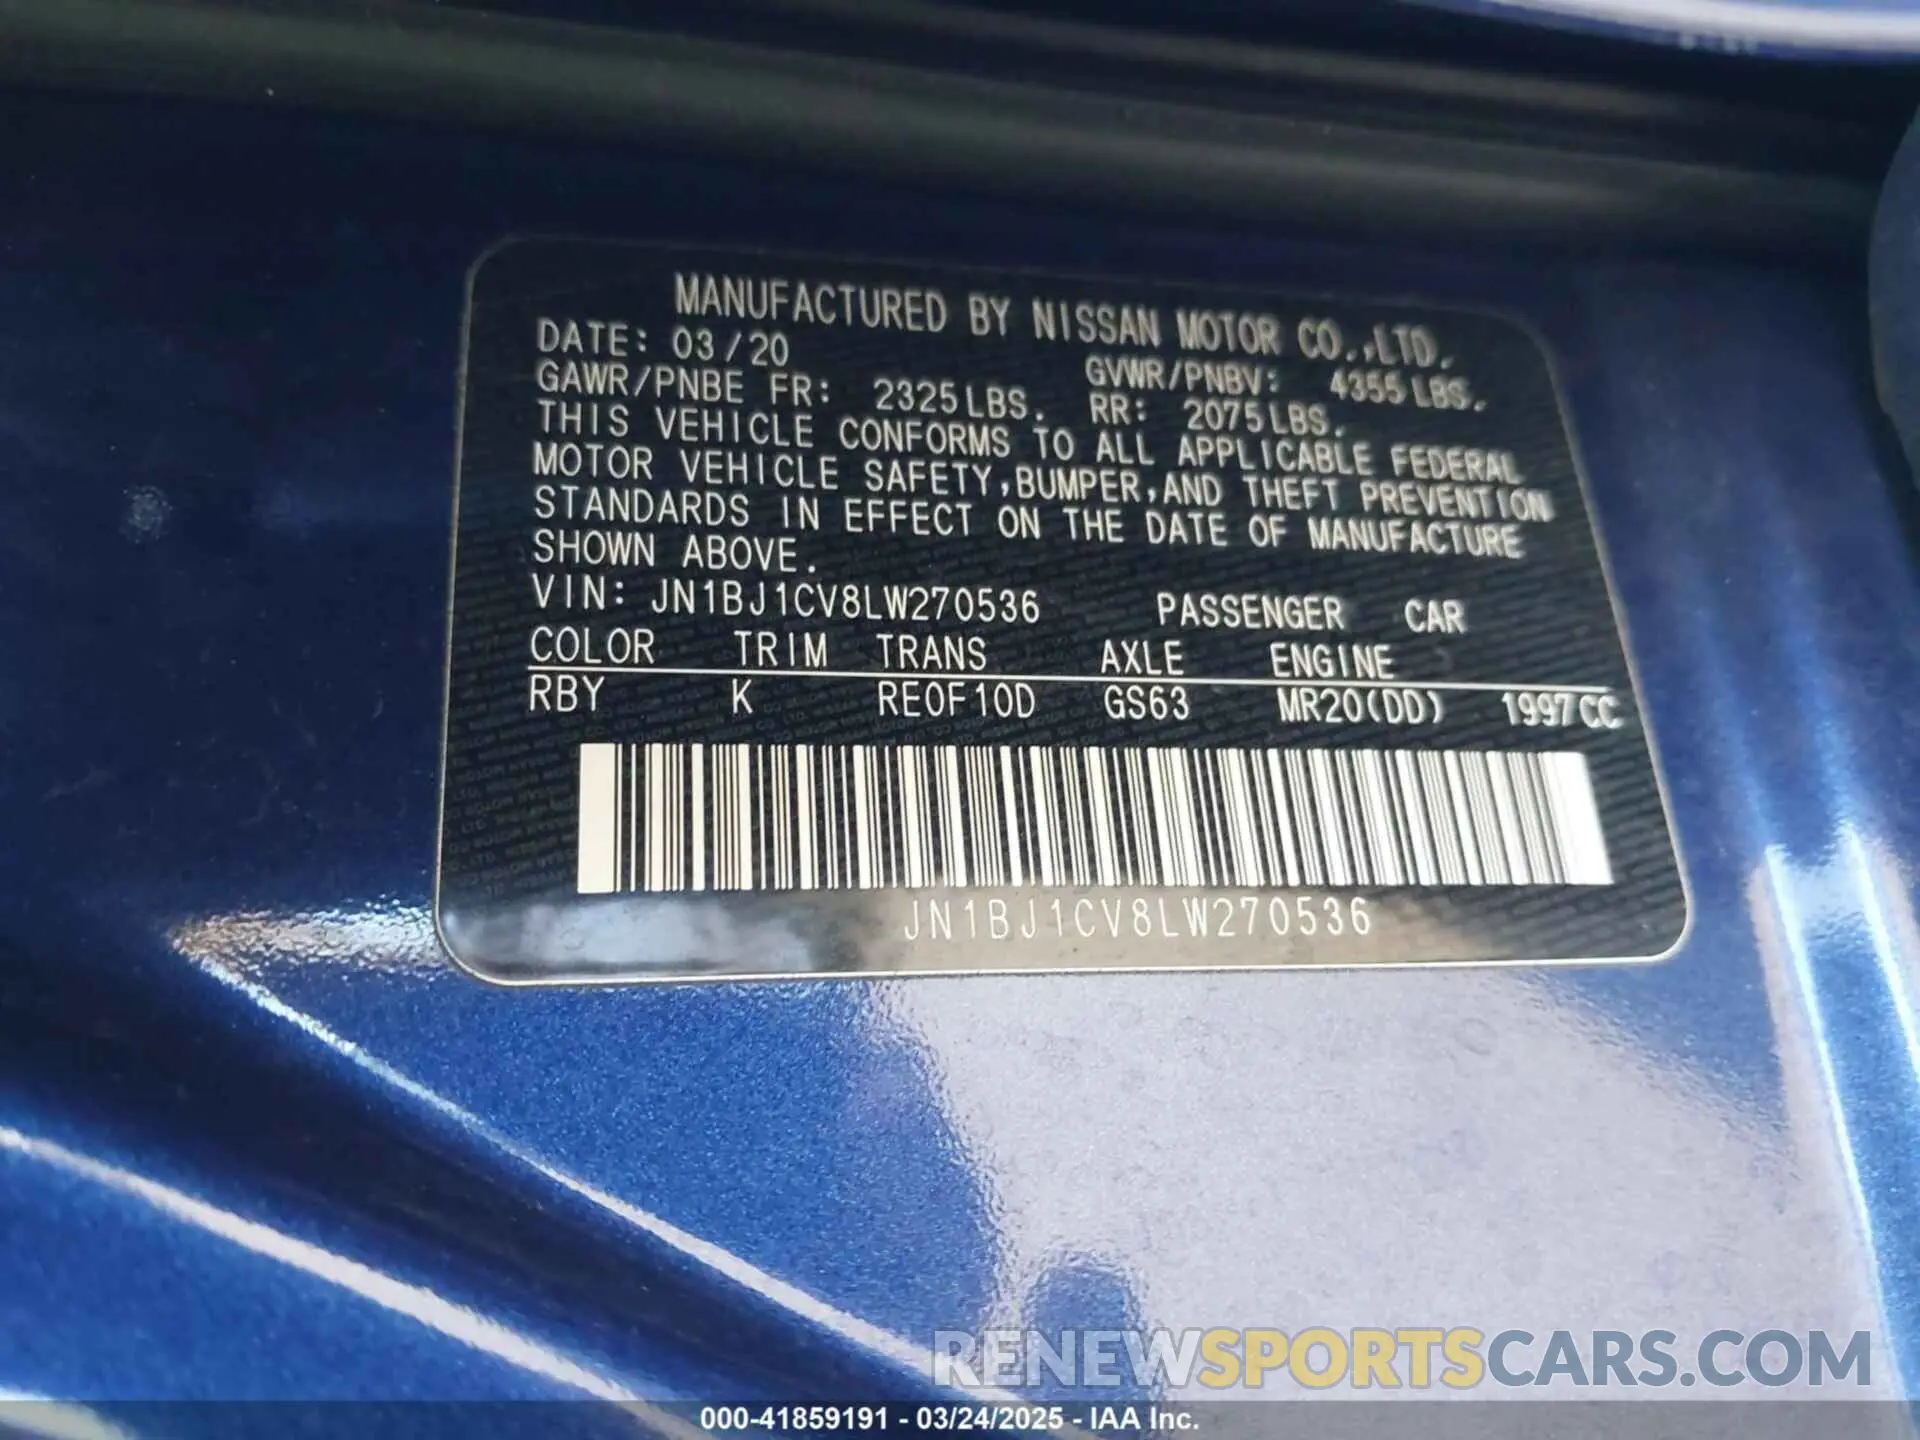 MANUFACTURED BY NISSAN MOTOR CO.,LTD.
DATE: 03/20 GVWR/PNBV: 4355LBS.
GAWR/PNBE FR: 2325LBS. RR: 2075LBS.
THIS VEHICLE CONFORMS TO ALL APPLICABLE FEDERAL
MOTOR VEHICLE SAFETY,BUMPER,AND THEFT PREVENTION
STANDARDS IN EFFECT ON THE DATE OF MANUFACTURE
SHOWN ABOVE.
VIN: JN1BJ1CV8LW270536 PASSENGER CAR
COLOR TRIM TRANS AXLE ENGINE
RBY K RE0F10D GS63 MR20(DD) 1997CC
JN1BJ1CV8LW270536
RENEWSPORTSCARS.COM
000-41859191 - 03/24/2025 - IAA Inc.